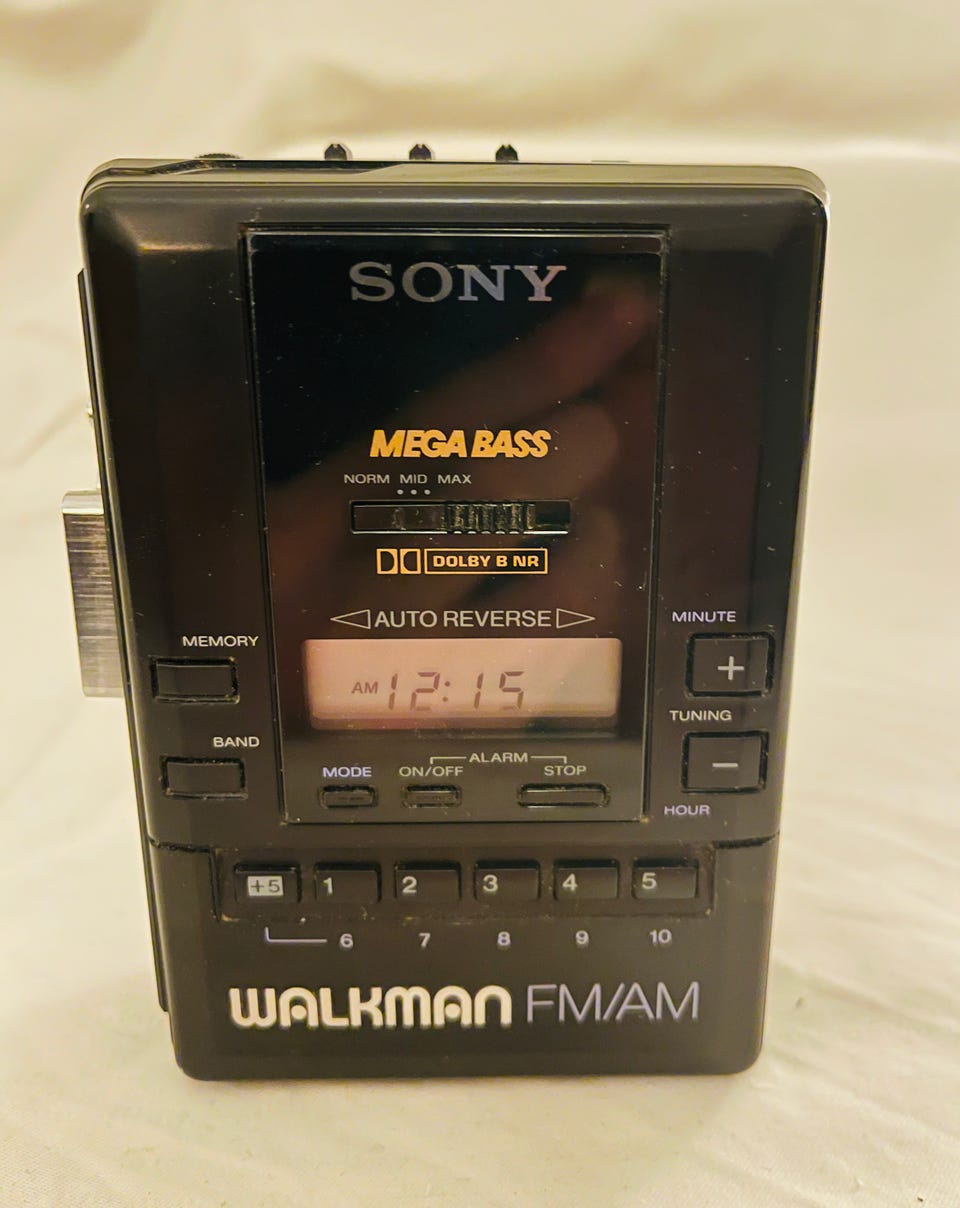 SONY
MEGA BASS
NORM MID MAX
DOLBY B NR
AUTO REVERSE
MEMORY
MINUTE
+
AM 12:15
TUNING
BAND
−
MODE ON/OFF ALARM STOP
HOUR
+5 1 2 3 4 5
6 7 8 9 10
WALKMAN FM/AM